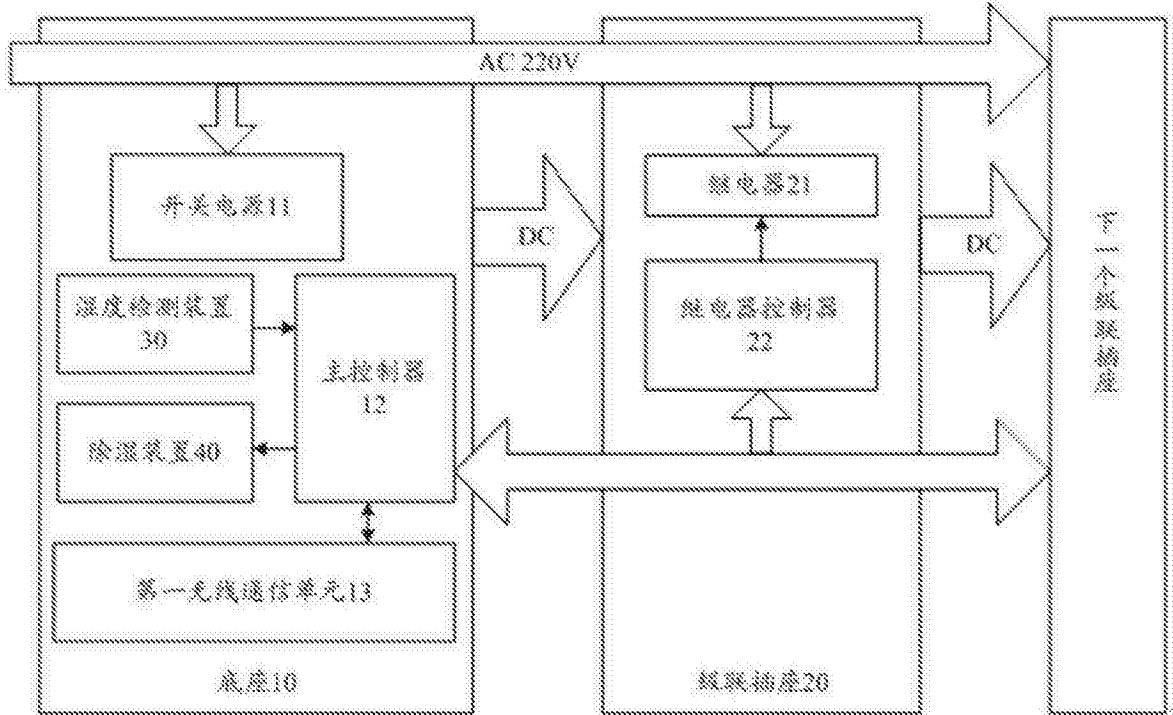 AC 220V
开关电源11
继电器21
DC
DC
湿度检测装置
30
主控制器
12
继电器控制器
22
除湿装置40
第一无线通信单元13
底座10
级联插座20
下一个级联插座